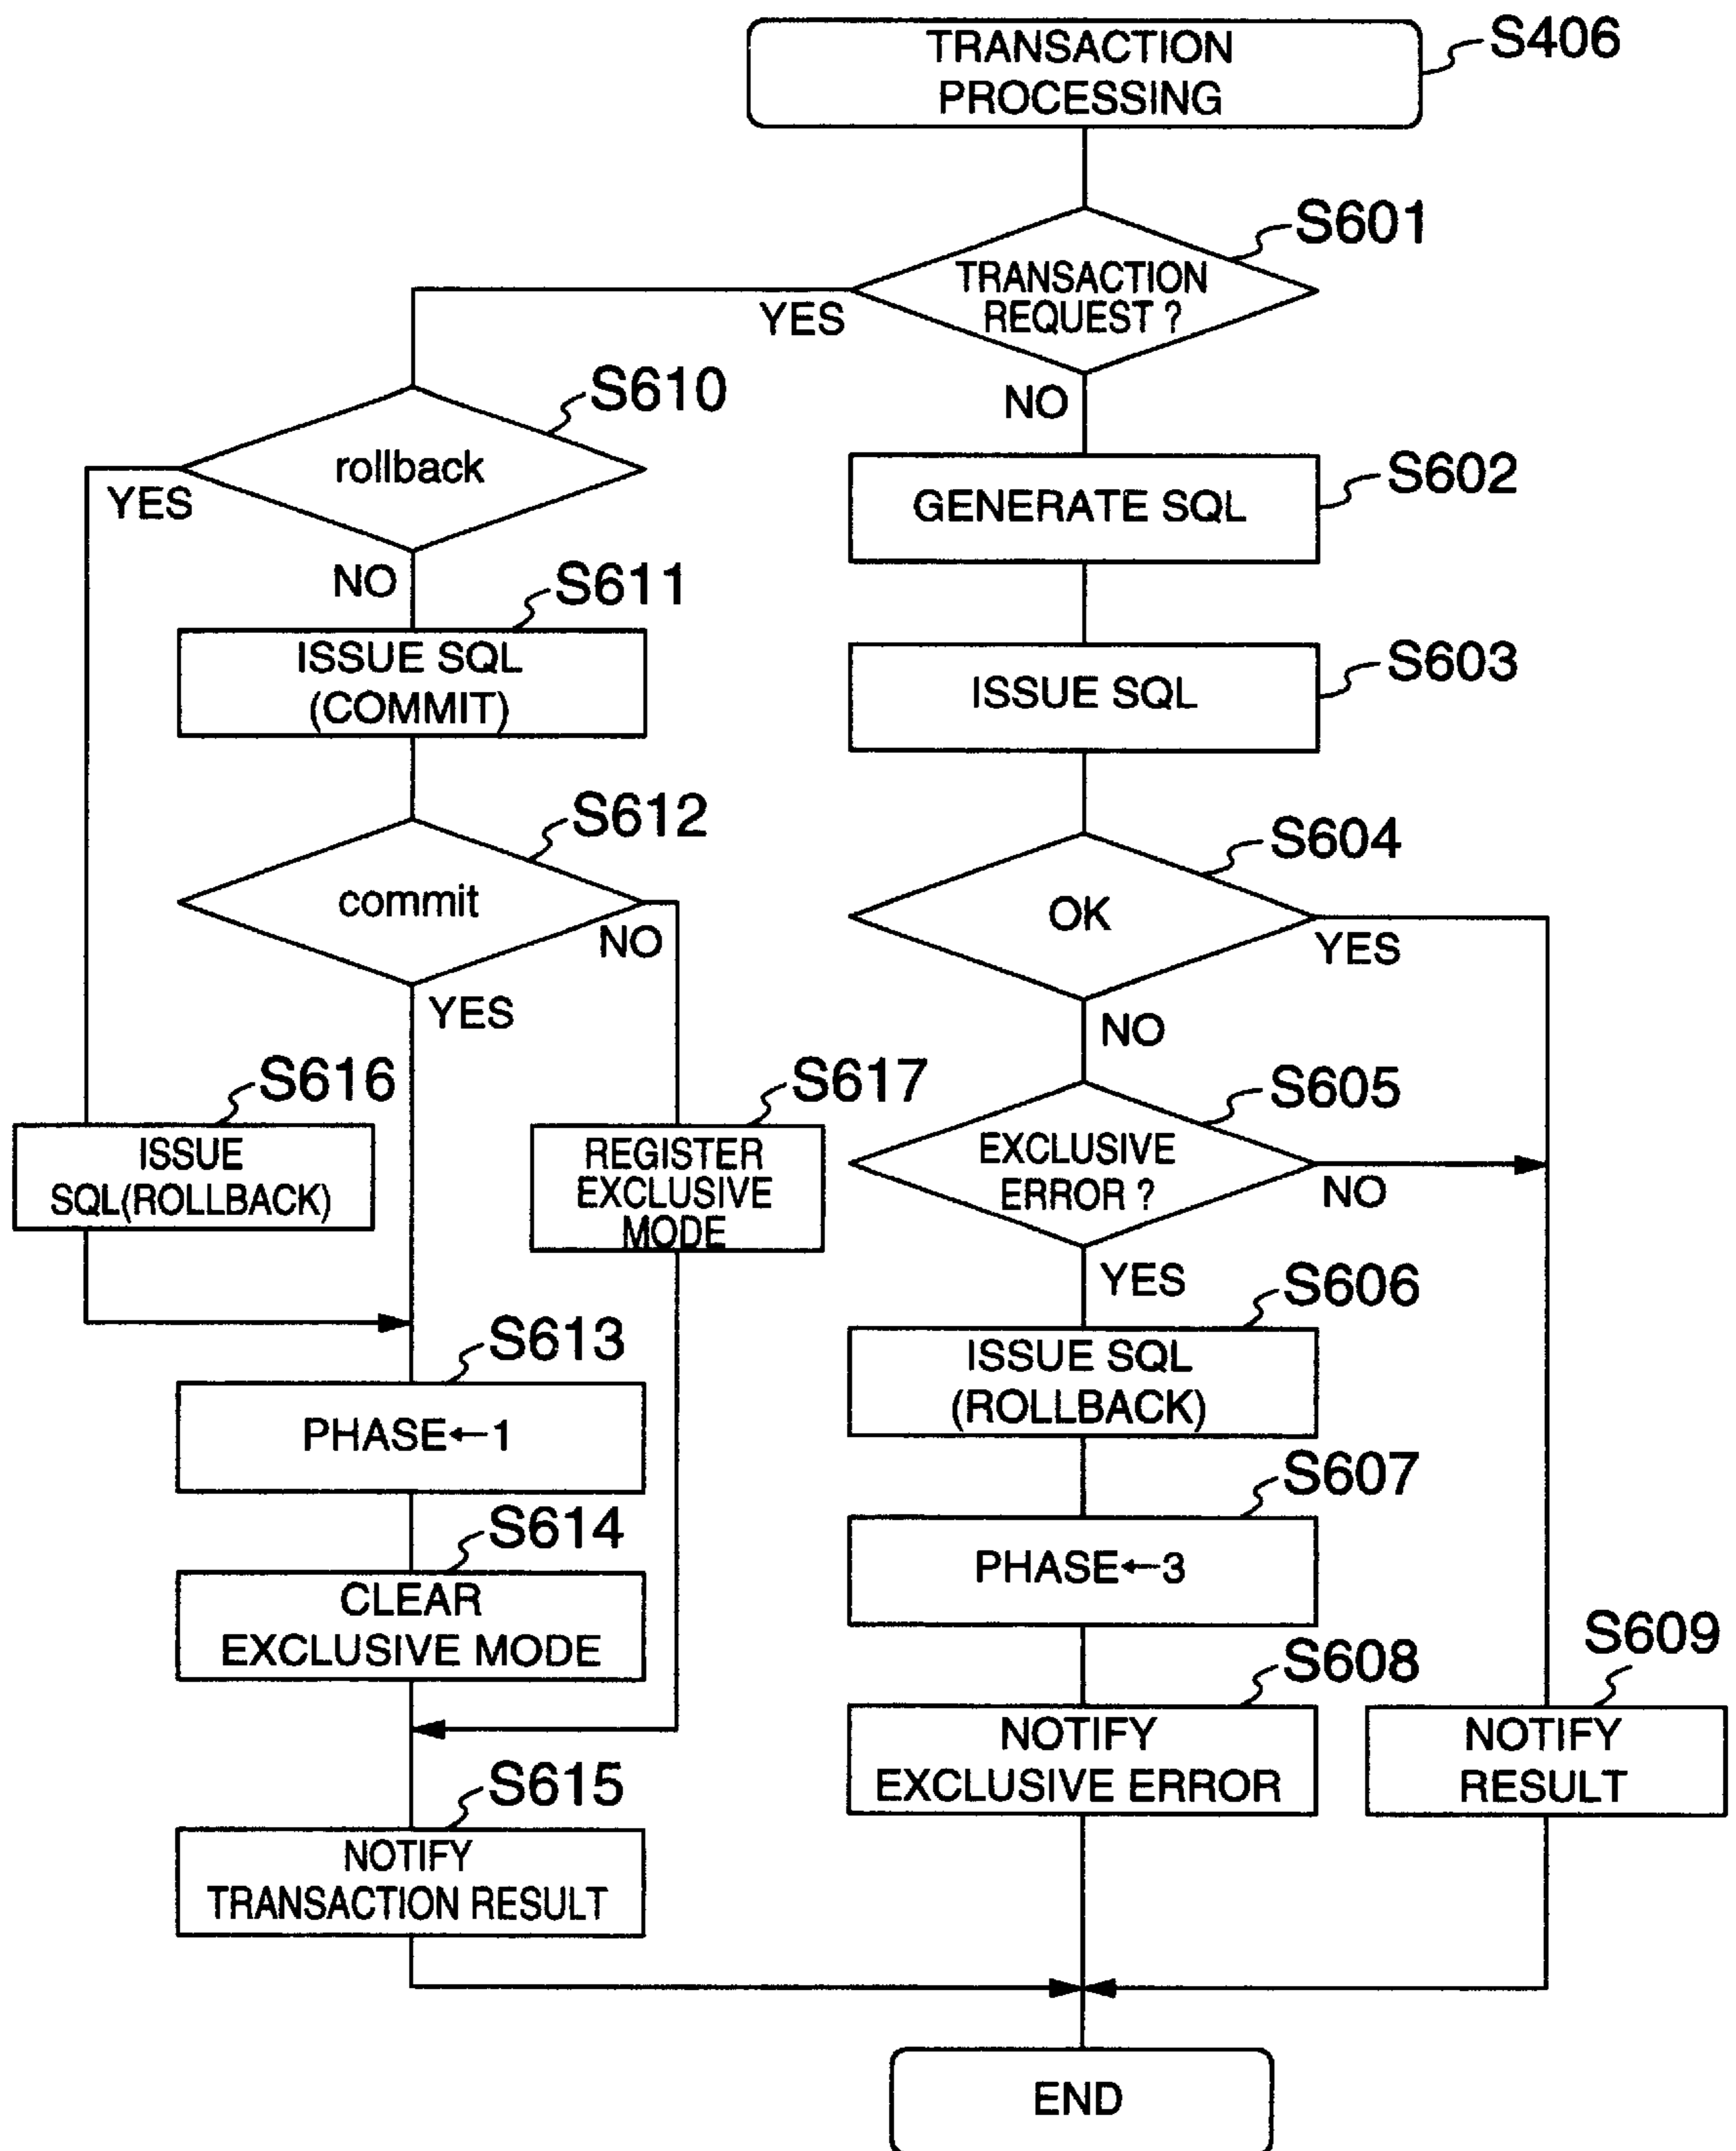 TRANSACTION
PROCESSING
S406
TRANSACTION
REQUEST ?
S601
YES
NO
rollback
S610
YES
NO
GENERATE SQL
S602
ISSUE SQL
(COMMIT)
S611
ISSUE SQL
S603
commit
S612
NO
YES
OK
S604
YES
NO
ISSUE
SQL(ROLLBACK)
S616
REGISTER
EXCLUSIVE
MODE
S617
EXCLUSIVE
ERROR ?
S605
NO
YES
ISSUE SQL
(ROLLBACK)
S606
PHASE←1
S613
PHASE←3
S607
CLEAR
EXCLUSIVE MODE
S614
NOTIFY
EXCLUSIVE ERROR
S608
NOTIFY
RESULT
S609
NOTIFY
TRANSACTION RESULT
S615
END